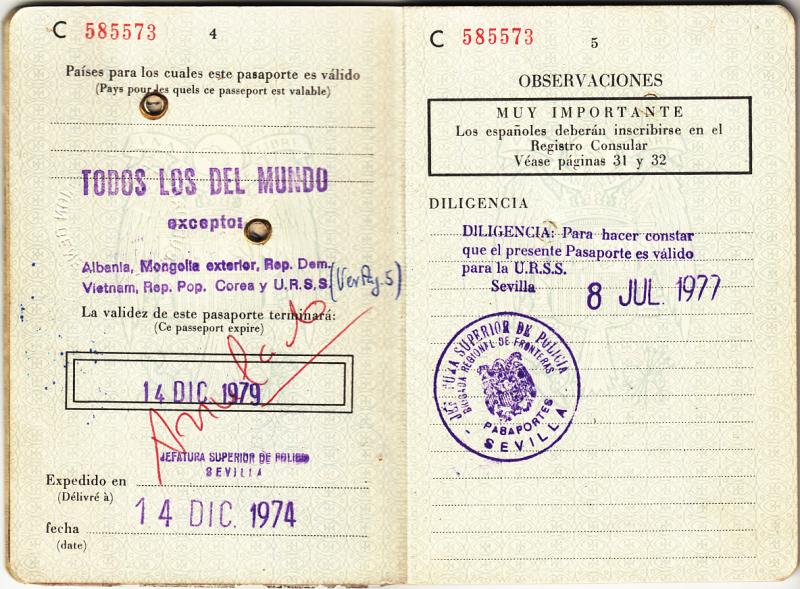 C 585573
4
Países para los cuales este pasaporte es válido
(Pays pour les quels ce passeport est valable)
TODOS LOS DEL MUNDO
excepto:
Albania, Mongolia exterior, Rep. Dem.
Vietnam, Rep. Pop. Corea y U.R.S.S. (Ver Pag. 5)
La validez de este pasaporte terminará:
(Ce passeport expire)
14 DIC. 1979
Anulado
JEFATURA SUPERIOR DE POLICIA
SEVILLA
Expedido en
(Délivré à)
14 DIC. 1974
fecha
(date)
C 585573
5
OBSERVACIONES
MUY IMPORTANTE
Los españoles deberán inscribirse en el
Registro Consular
Véase páginas 31 y 32
DILIGENCIA
DILIGENCIA: Para hacer constar
que el presente Pasaporte es válido
para la U.R.S.S.
Sevilla 8 JUL. 1977
JEFATURA SUPERIOR DE POLICIA
BRIGADA REGIONAL DE FRONTERAS
PASAPORTES
- SEVILLA -